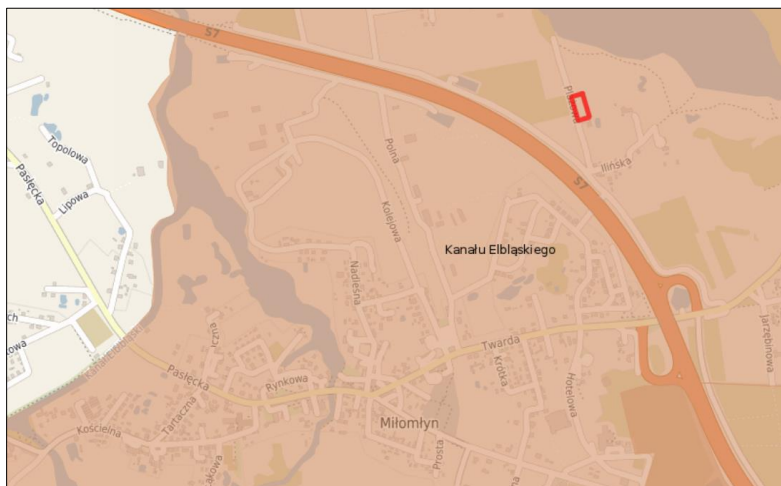 S7
Topolowa
Pasłęcka
Lipowa
Polna
Kolejowa
Ilińska
S7
Kanału Elbląskiego
Nadleśna
Twarda
Jarzębinowa
Pasłęcka
Rynkowa
Krótka
Hotelowa
Tartaczna
Kościelna
Miłomłyn
Prosta